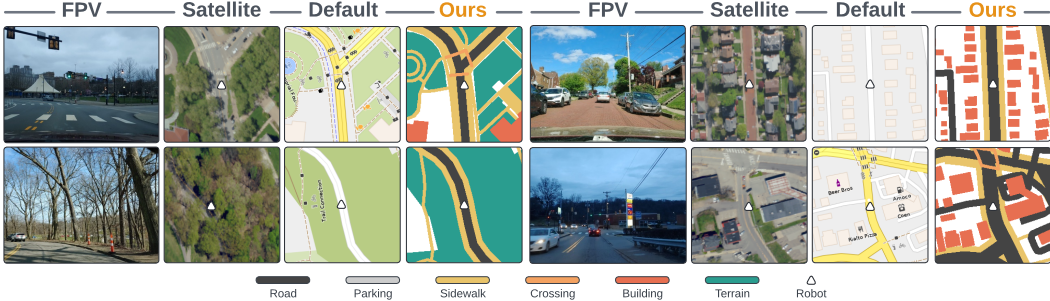 FPV Satellite Default Ours FPV Satellite Default Ours
Trail Connection
Beer Bros
Amoco
Coen
Rialto Pizza
Road Parking Sidewalk Crossing Building Terrain Robot